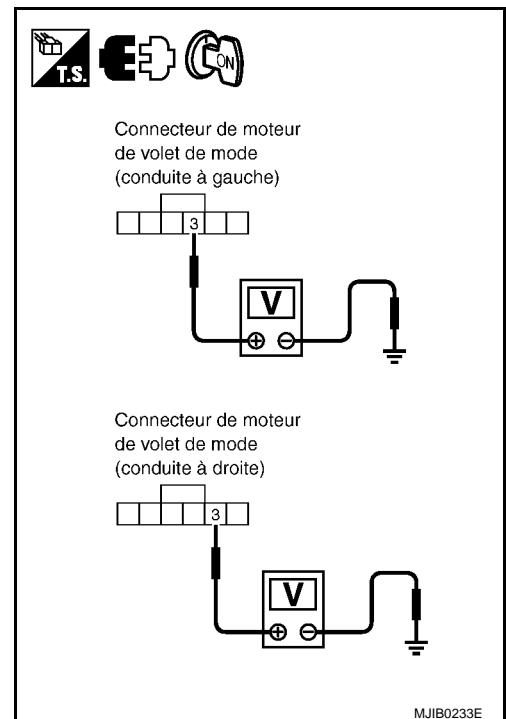 T.S.
ON
Connecteur de moteur
de volet de mode
(conduite à gauche)
3
V
+ −
Connecteur de moteur
de volet de mode
(conduite à droite)
3
V
+ −
MJIB0233E